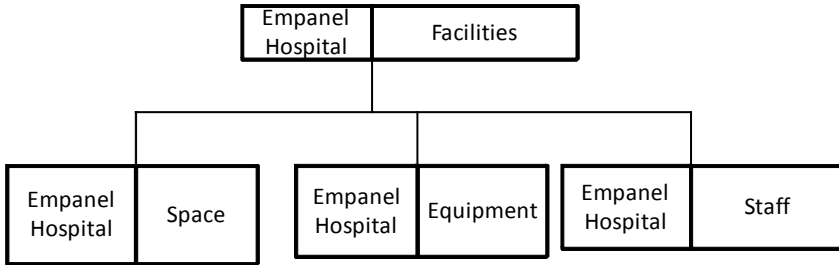 Empanel
Hospital
Facilities
Empanel
Hospital
Space
Empanel
Hospital
Equipment
Empanel
Hospital
Staff